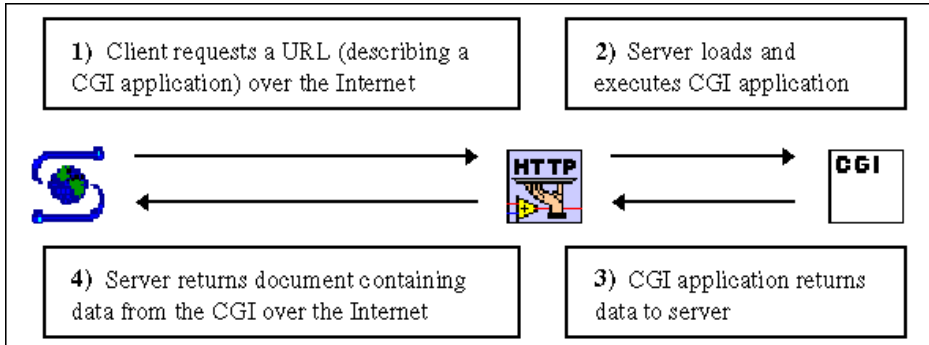 1) Client requests a URL (describing a
CGI application) over the Internet
2) Server loads and
executes CGI application
HTTP
CGI
4) Server returns document containing
data from the CGI over the Internet
3) CGI application returns
data to server